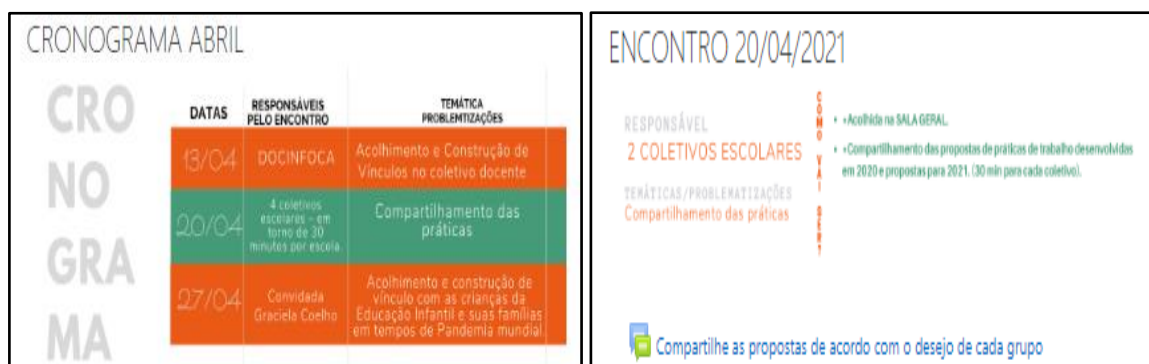 CRONOGRAMA ABRIL
CRO
NO
GRA
MA
DATAS
RESPONSÁVEIS
PELO ENCONTRO
TEMÁTICA
PROBLEMTIZAÇÕES
13/04
DOCINFOCA
Acolhimento e Construção de
Vínculos no coletivo docente
20/04
4 coletivos
escolares – em
torno de 30
minutos por escola.
Compartilhamento das
práticas
27/04
Convidada
Graciela Coelho
Acolhimento e construção de
vínculo com as crianças da
Educação Infantil e suas famílias
em tempos de Pandemia mundial.
ENCONTRO 20/04/2021
RESPONSÁVEL
2 COLETIVOS ESCOLARES
TEMÁTICAS/PROBLEMATIZAÇÕES
Compartilhamento das práticas
COMO VAI SER?
• •Acolhida na SALA GERAL.
• •Compartilhamento das propostas de práticas de trabalho desenvolvidas
em 2020 e propostas para 2021. (30 min para cada coletivo).
Compartilhe as propostas de acordo com o desejo de cada grupo